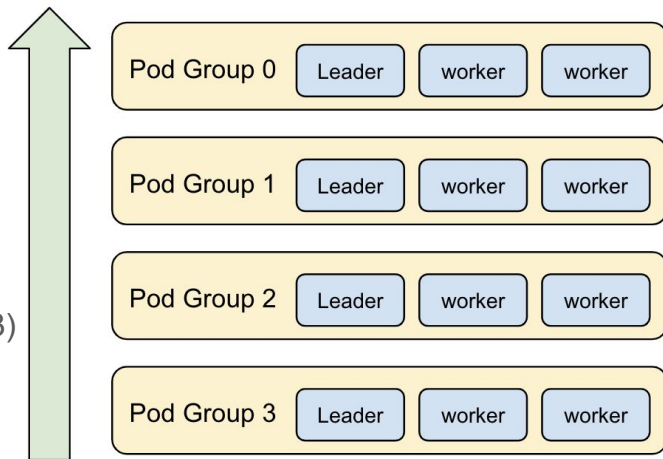 Pod Group 0 Leader worker worker
Pod Group 1 Leader worker worker
Pod Group 2 Leader worker worker
3)
Pod Group 3 Leader worker worker